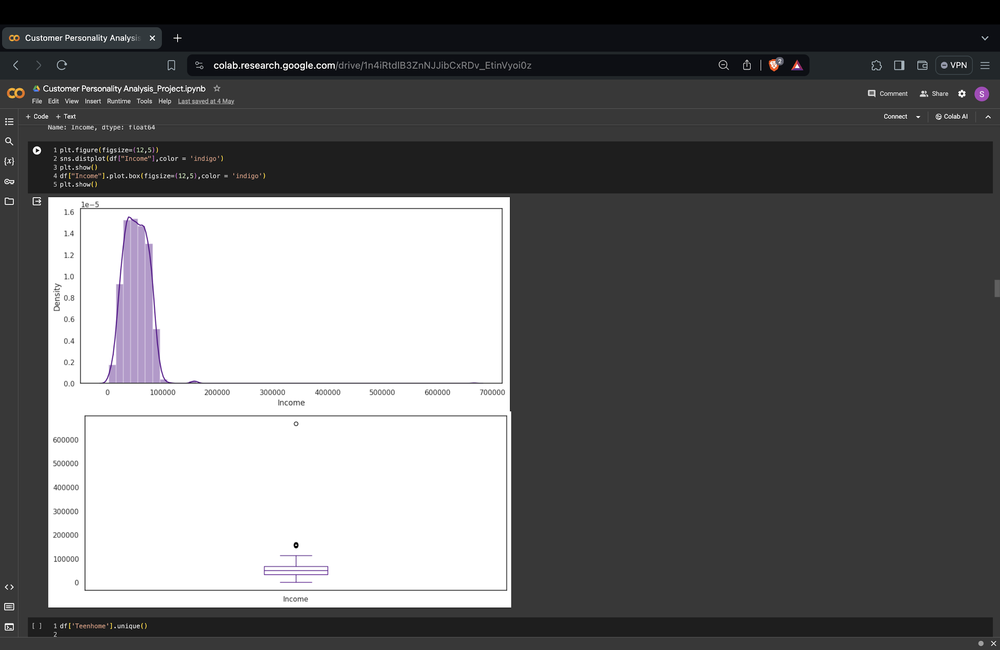 Customer Personality Analysis
colab.research.google.com/drive/1n4iRtdlB3ZnNJJibCxRDv_EtinVyoi0z
2
VPN
Customer Personality Analysis_Project.ipynb
Comment
Share
S
File Edit View Insert Runtime Tools Help Last saved at 4 May
+ Code + Text
Connect
Colab AI
Name: Income, dtype: float64
1 plt.figure(figsize=(12,5))
2 sns.distplot(df["Income"],color = 'indigo')
3 plt.show()
4 df["Income"].plot.box(figsize=(12,5),color = 'indigo')
5 plt.show()
{x}
1e−5
1.6
1.4
1.2
1.0
0.8
0.6
0.4
0.2
0.0
Density
0 100000 200000 300000 400000 500000 600000 700000
Income
600000
500000
400000
300000
200000
100000
0
Income
[ ] 1 df['Teenhome'].unique()
2